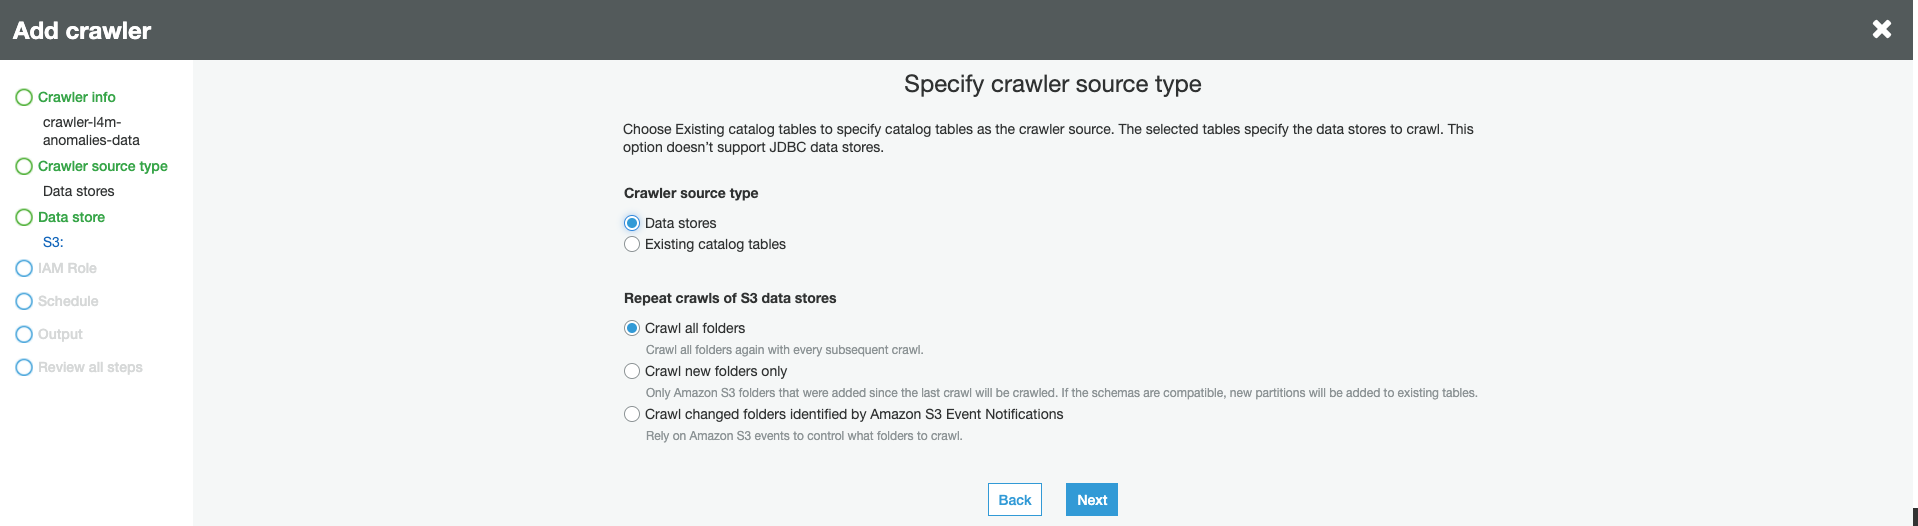 Add crawler
Crawler info
crawler-l4m-
anomalies-data
Crawler source type
Data stores
Data store
S3:
IAM Role
Schedule
Output
Review all steps
Specify crawler source type
Choose Existing catalog tables to specify catalog tables as the crawler source. The selected tables specify the data stores to crawl. This
option doesn't support JDBC data stores.
Crawler source type
Data stores
Existing catalog tables
Repeat crawls of S3 data stores
Crawl all folders
Crawl all folders again with every subsequent crawl.
Crawl new folders only
Only Amazon S3 folders that were added since the last crawl will be crawled. If the schemas are compatible, new partitions will be added to existing tables.
Crawl changed folders identified by Amazon S3 Event Notifications
Rely on Amazon S3 events to control what folders to crawl.
Back
Next